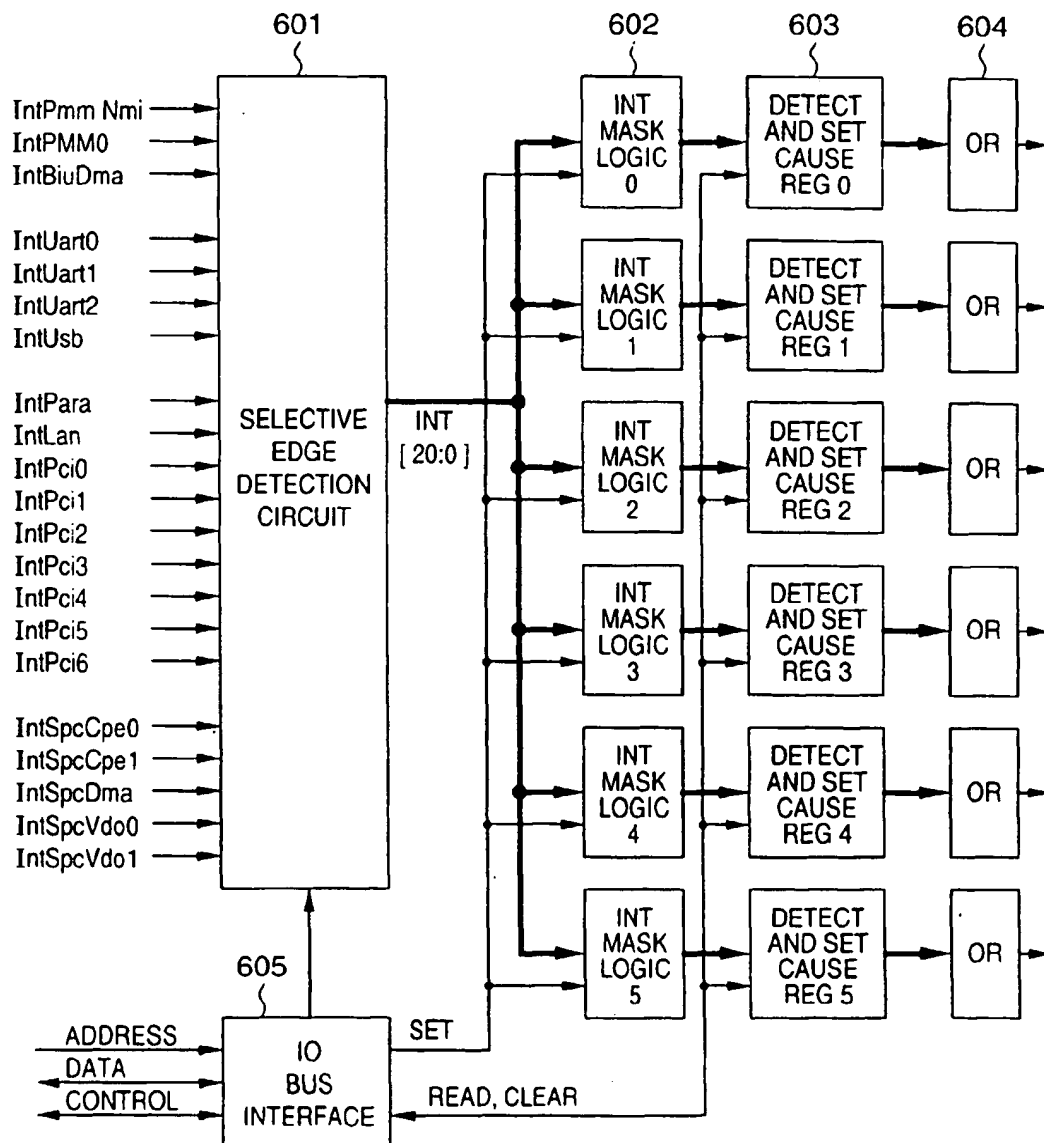 601
602
603
604
IntPmm Nmi
IntPMM0
IntBiuDma
IntUart0
IntUart1
IntUart2
IntUsb
IntPara
IntLan
IntPci0
IntPci1
IntPci2
IntPci3
IntPci4
IntPci5
IntPci6
IntSpcCpe0
IntSpcCpe1
IntSpcDma
IntSpcVdo0
IntSpcVdo1
SELECTIVE
EDGE
DETECTION
CIRCUIT
INT
[ 20:0 ]
INT
MASK
LOGIC
0
DETECT
AND SET
CAUSE
REG 0
OR
INT
MASK
LOGIC
1
DETECT
AND SET
CAUSE
REG 1
OR
INT
MASK
LOGIC
2
DETECT
AND SET
CAUSE
REG 2
OR
INT
MASK
LOGIC
3
DETECT
AND SET
CAUSE
REG 3
OR
INT
MASK
LOGIC
4
DETECT
AND SET
CAUSE
REG 4
OR
INT
MASK
LOGIC
5
DETECT
AND SET
CAUSE
REG 5
OR
605
ADDRESS
DATA
CONTROL
IO
BUS
INTERFACE
SET
READ, CLEAR